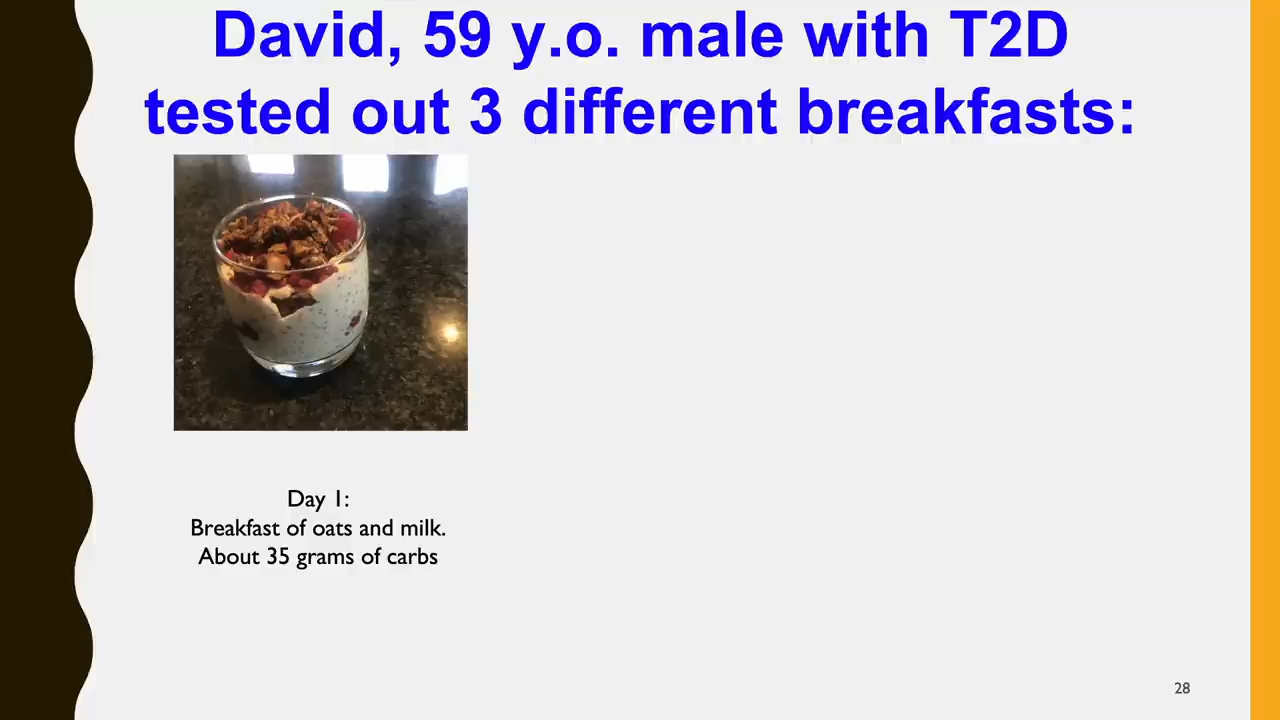 David, 59 y.o. male with T2D
tested out 3 different breakfasts:
Day 1:
Breakfast of oats and milk.
About 35 grams of carbs
28